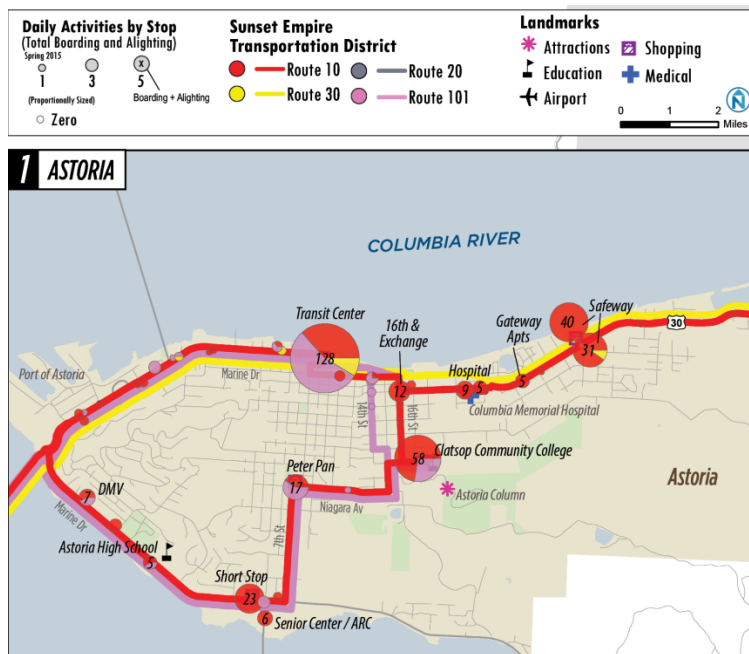 Daily Activities by Stop
(Total Boarding and Alighting)
Spring 2015
x
1 3 5
Boarding + Alighting
(Proportionally Sized)
Zero
Sunset Empire
Transportation District
Route 10 Route 20
Route 30 Route 101
Landmarks
Attractions Shopping
Education Medical
Airport
N
0 1 2
Miles
1 ASTORIA
COLUMBIA RIVER
Transit Center
128
16th &
Exchange
12
Hospital
9 5
Gateway
Apts
5
40 Safeway
31
30
Port of Astoria
Marine Dr
14th St
16th St
Columbia Memorial Hospital
58 Clatsop Community College
Astoria Column
Astoria
Peter Pan
17
Niagara Av
7th St
DMV
7
Marine Dr
Astoria High School
5
Short Stop
23
6 Senior Center / ARC